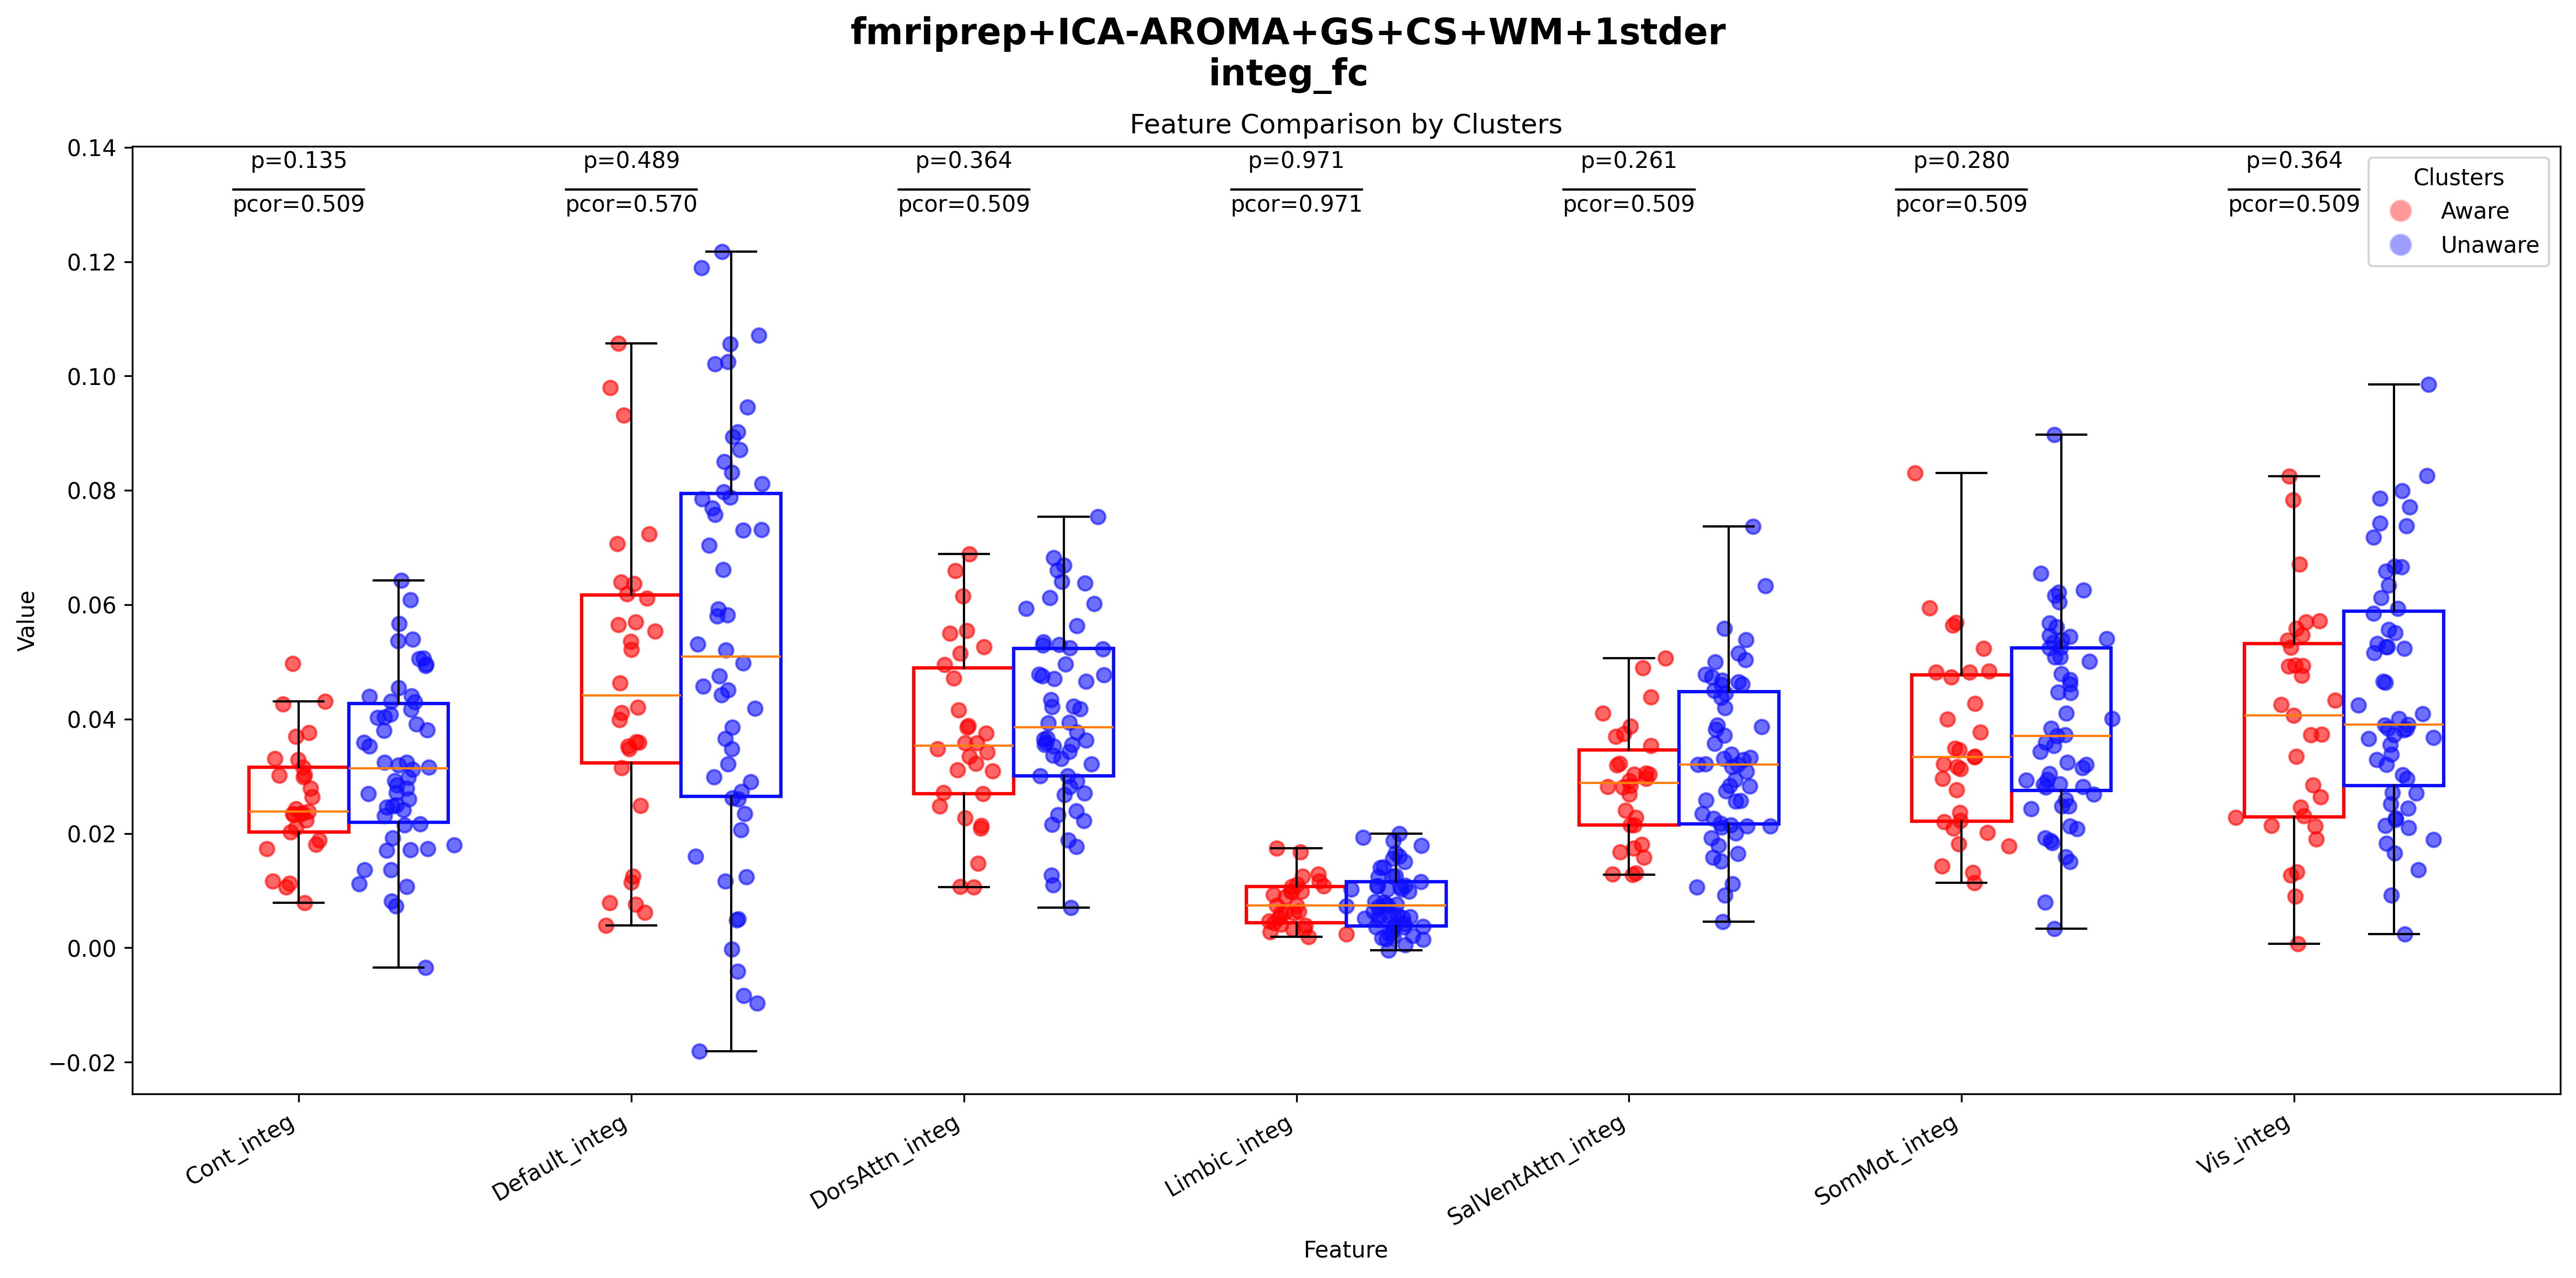 fmriprep+ICA-AROMA+GS+CS+WM+1stder
integ_fc
Feature Comparison by Clusters
p=0.135
pcor=0.509
p=0.489
pcor=0.570
p=0.364
pcor=0.509
p=0.971
pcor=0.971
p=0.261
pcor=0.509
p=0.280
pcor=0.509
p=0.364
pcor=0.509
Clusters
Aware
Unaware
Value
0.14
0.12
0.10
0.08
0.06
0.04
0.02
0.00
−0.02
Cont_integ
Default_integ
DorsAttn_integ
Limbic_integ
SalVentAttn_integ
SomMot_integ
Vis_integ
Feature